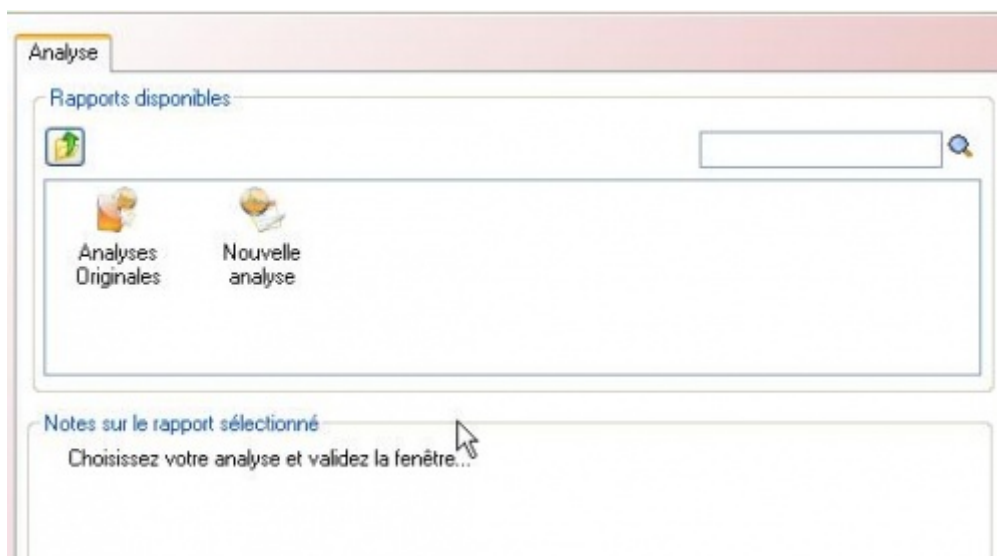 Analyse
Rapports disponibles
Analyses
Originales
Nouvelle
analyse
Notes sur le rapport sélectionné
Choisissez votre analyse et validez la fenêtre...